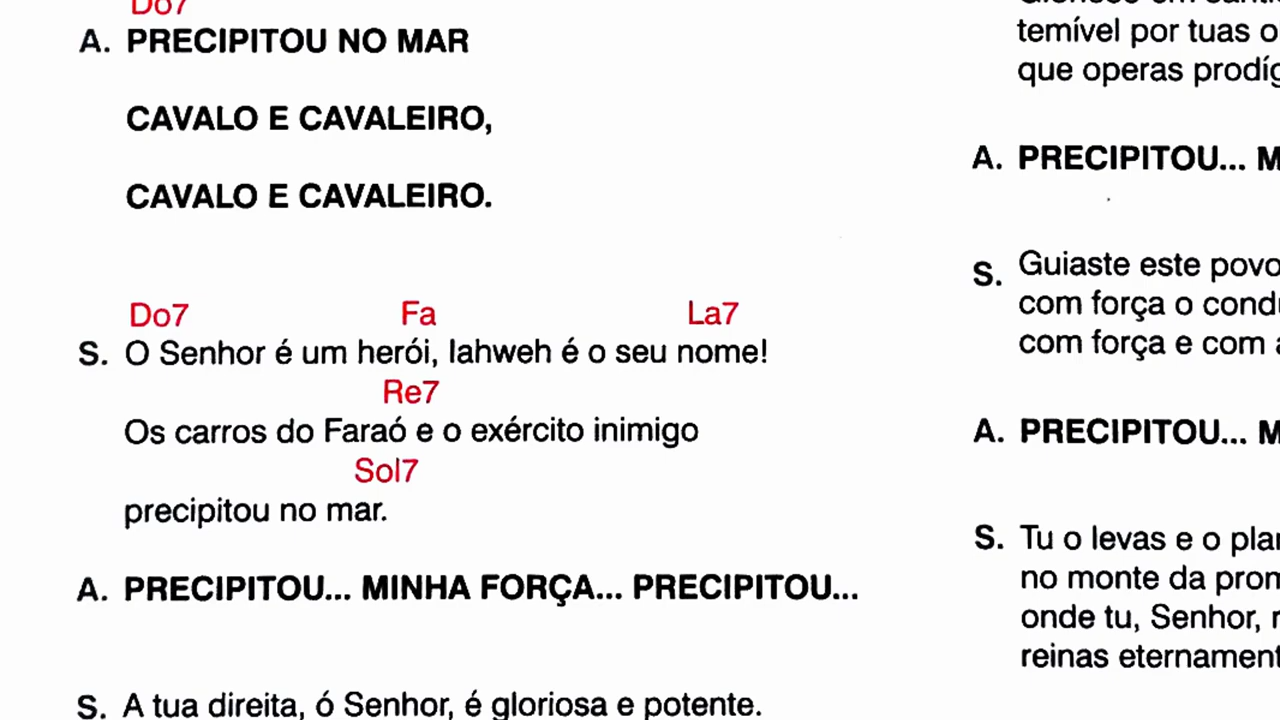 Do7
A. PRECIPITOU NO MAR
CAVALO E CAVALEIRO,
CAVALO E CAVALEIRO.
Do7 Fa La7
S. O Senhor é um herói, Iahweh é o seu nome!
Re7
Os carros do Faraó e o exército inimigo
Sol7
precipitou no mar.
A. PRECIPITOU... MINHA FORÇA... PRECIPITOU...
S. A tua direita, ó Senhor, é gloriosa e potente.
temível por tuas
que operas
A. PRECIPITOU...
S. Guiaste este povo
com força o
com força e com
A. PRECIPITOU...
S. Tu o levas e o
no monte da
onde tu, Senhor,
reinas